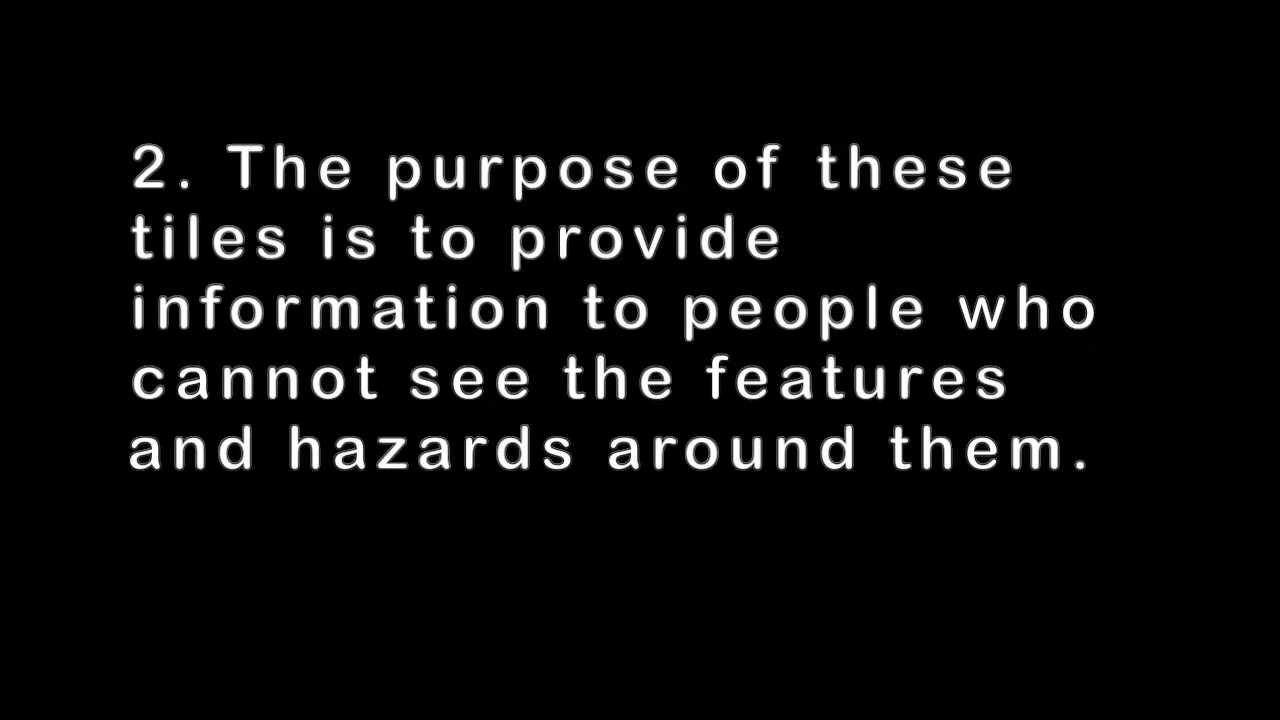 2. The purpose of these
tiles is to provide
information to people who
cannot see the features
and hazards around them.